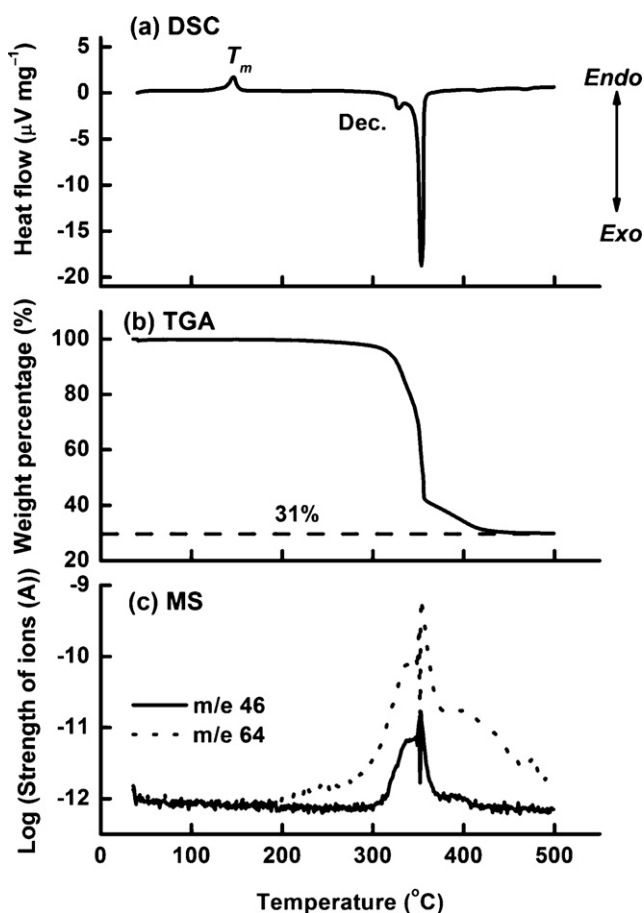 (a) DSC
Tm
Dec.
Endo
Exo
5
0
-5
-10
-15
-20
Heat flow (μV mg⁻¹)
(b) TGA
100
80
60
40
20
31%
Weight percentage (%)
(c) MS
-9
-10
-11
-12
m/e 46
m/e 64
Log (Strength of ions (A))
0 100 200 300 400 500
Temperature (°C)